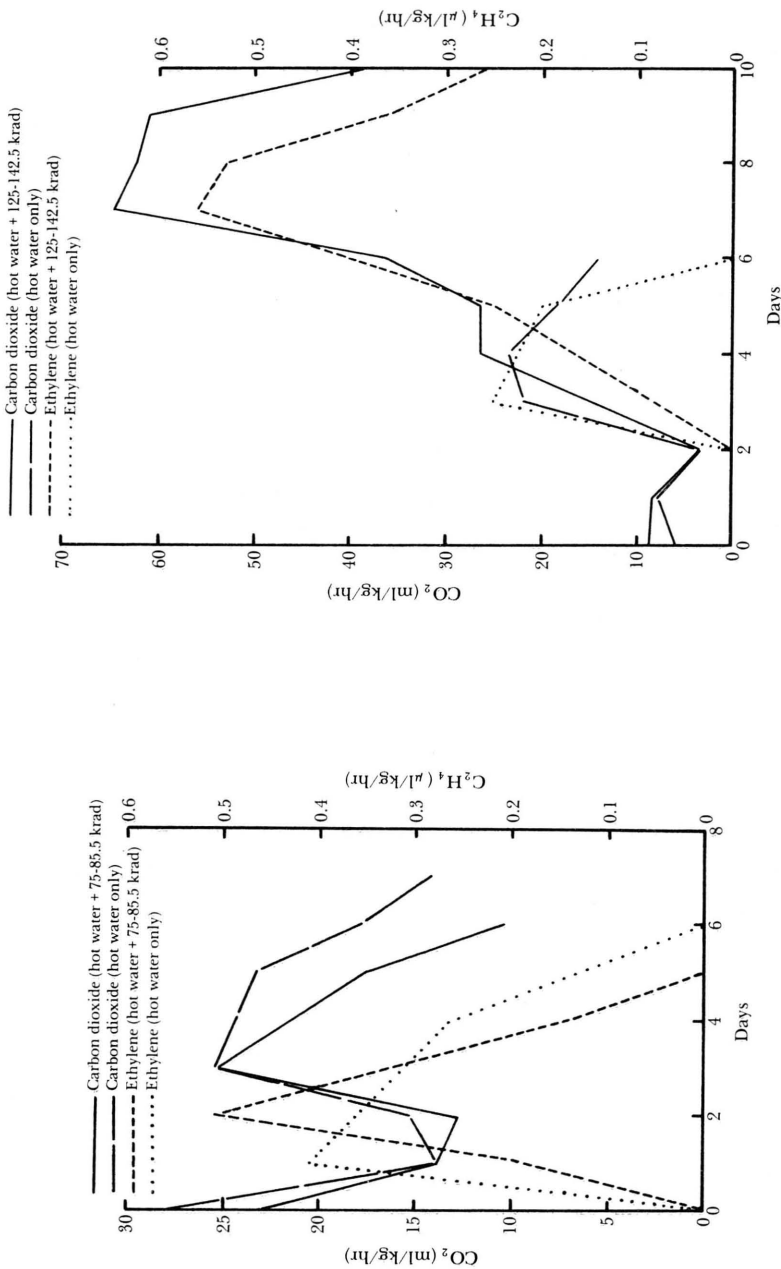 Carbon dioxide (hot water + 75-85.5 krad)
Carbon dioxide (hot water only)
Ethylene (hot water + 75-85.5 krad)
Ethylene (hot water only)
CO2 (ml/kg/hr)
30
25
20
15
10
5
0
C2H4 (μl/kg/hr)
0.6
0.5
0.4
0.3
0.2
0.1
0
0
2
4
6
8
Days
Carbon dioxide (hot water + 125-142.5 krad)
Carbon dioxide (hot water only)
Ethylene (hot water + 125-142.5 krad)
Ethylene (hot water only)
CO2 (ml/kg/hr)
70
60
50
40
30
20
10
0
C2H4 (μl/kg/hr)
0.6
0.5
0.4
0.3
0.2
0.1
0
0
2
4
6
8
10
Days